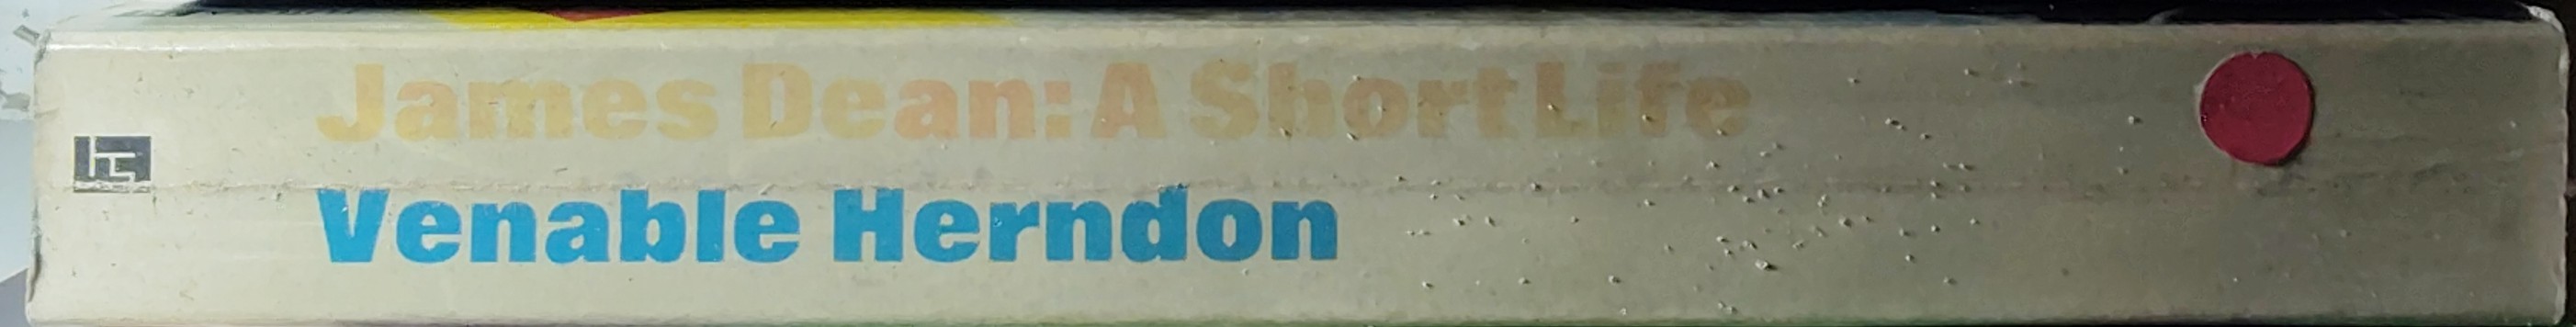 James Dean: A Short Life
Venable Herndon